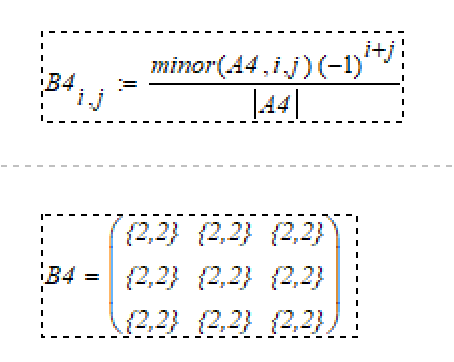 B4 i,j := minor(A4,i,j)(-1)^i+j / |A4|
B4 = ( {2,2} {2,2} {2,2}
{2,2} {2,2} {2,2}
{2,2} {2,2} {2,2} )